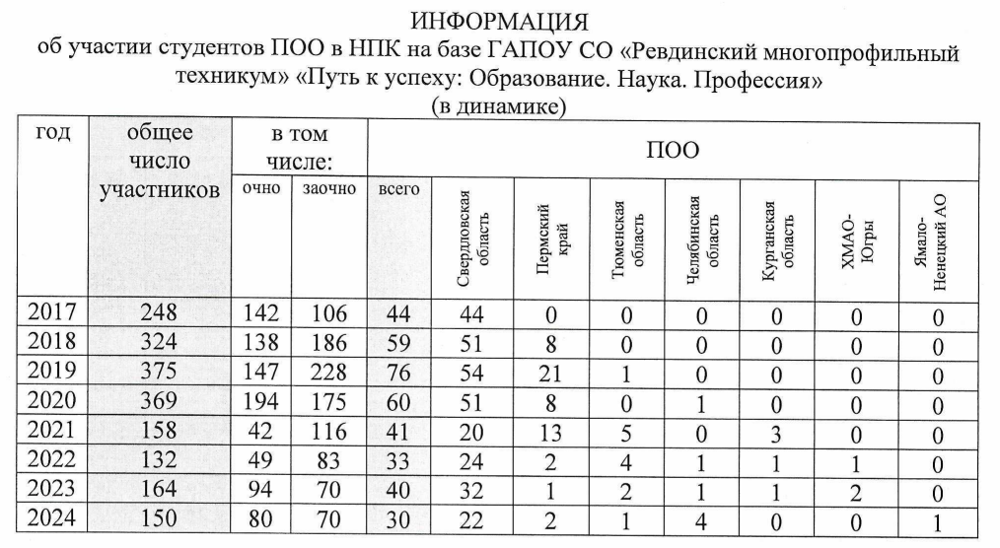 ИНФОРМАЦИЯ
об участии студентов ПОО в НПК на базе ГАПОУ СО «Ревдинский многопрофильный
техникум» «Путь к успеху: Образование. Наука. Профессия»
(в динамике)
год общее число участников в том числе: ПОО
очно заочно всего Свердловская область Пермский край Тюменская область Челябинская область Курганская область ХМАО-Югры Ямало-Ненецкий АО
2017 248 142 106 44 44 0 0 0 0 0 0
2018 324 138 186 59 51 8 0 0 0 0 0
2019 375 147 228 76 54 21 1 0 0 0 0
2020 369 194 175 60 51 8 0 1 0 0 0
2021 158 42 116 41 20 13 5 0 3 0 0
2022 132 49 83 33 24 2 4 1 1 1 0
2023 164 94 70 40 32 1 2 1 1 2 0
2024 150 80 70 30 22 2 1 4 0 0 1